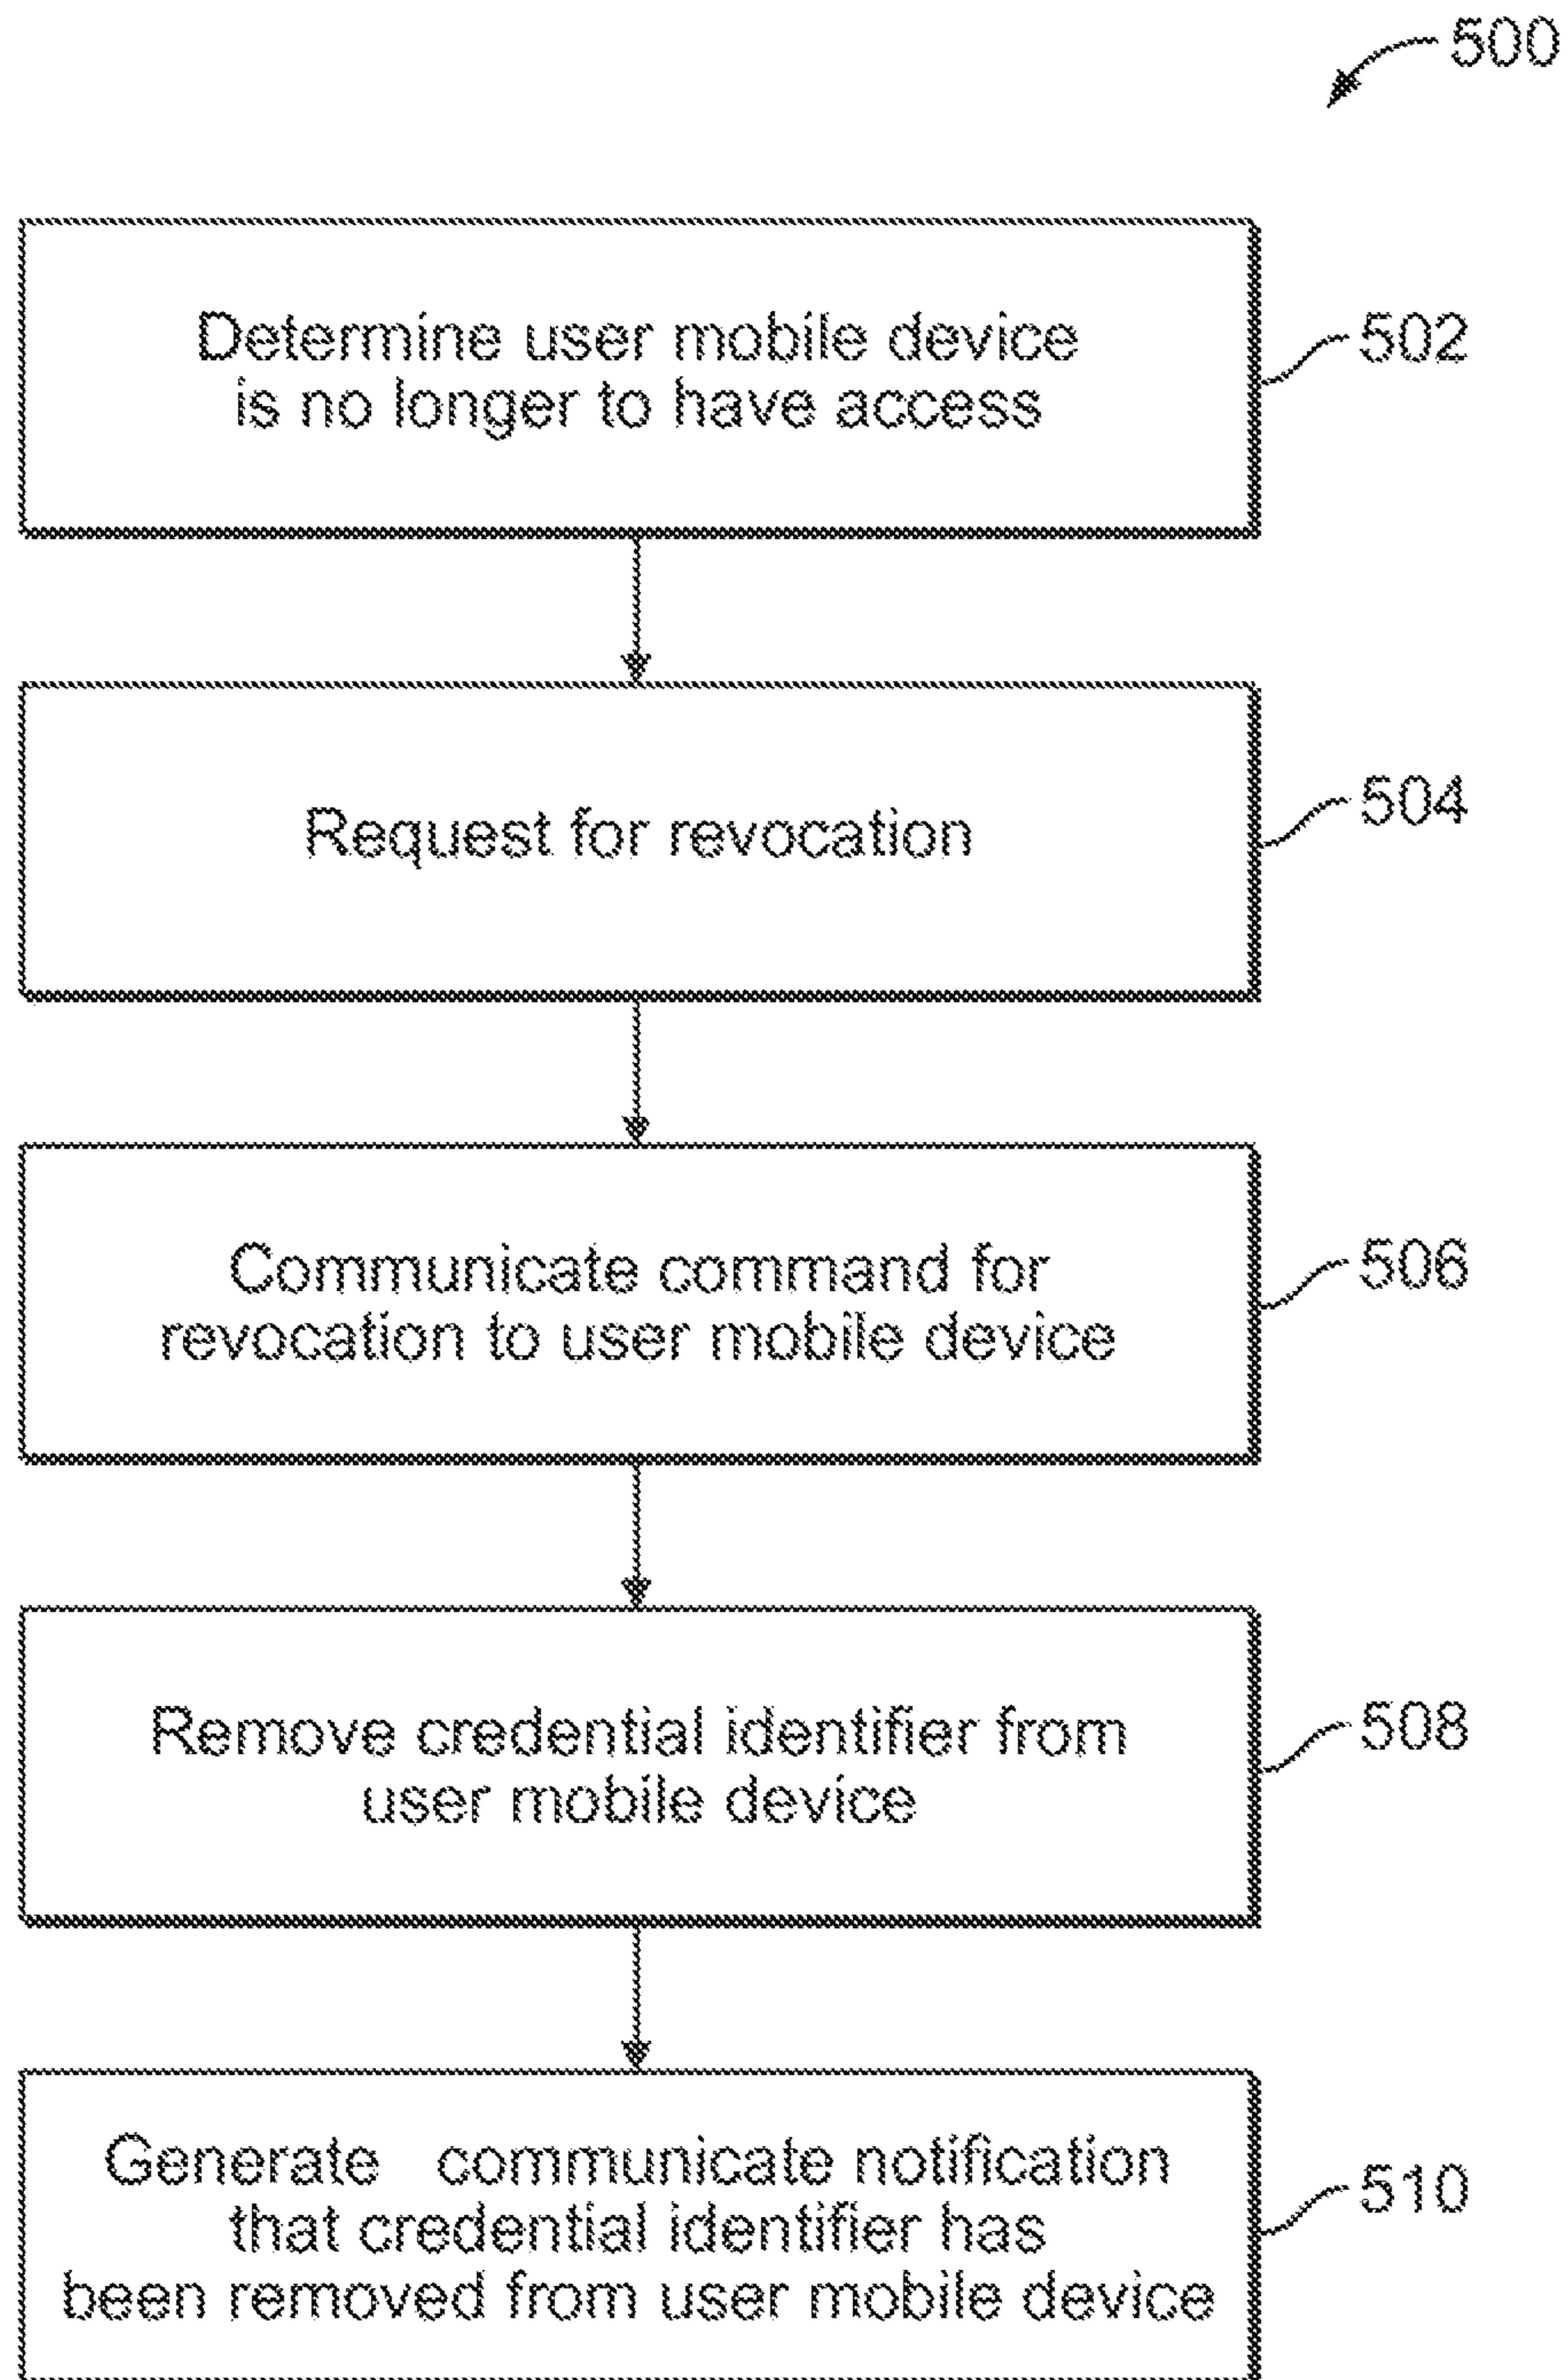 500
Determine user mobile device
is no longer to have access
502
Request for revocation
504
Communicate command for
revocation to user mobile device
506
Remove credential identifier from
user mobile device
508
Generate communicate notification
that credential identifier has
been removed from user mobile device
510